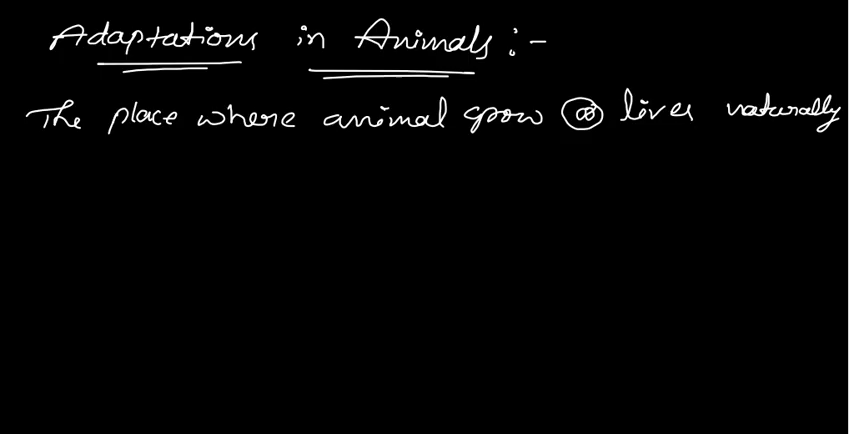 Adaptations in Animals :-
The place where animal grow or lives naturally